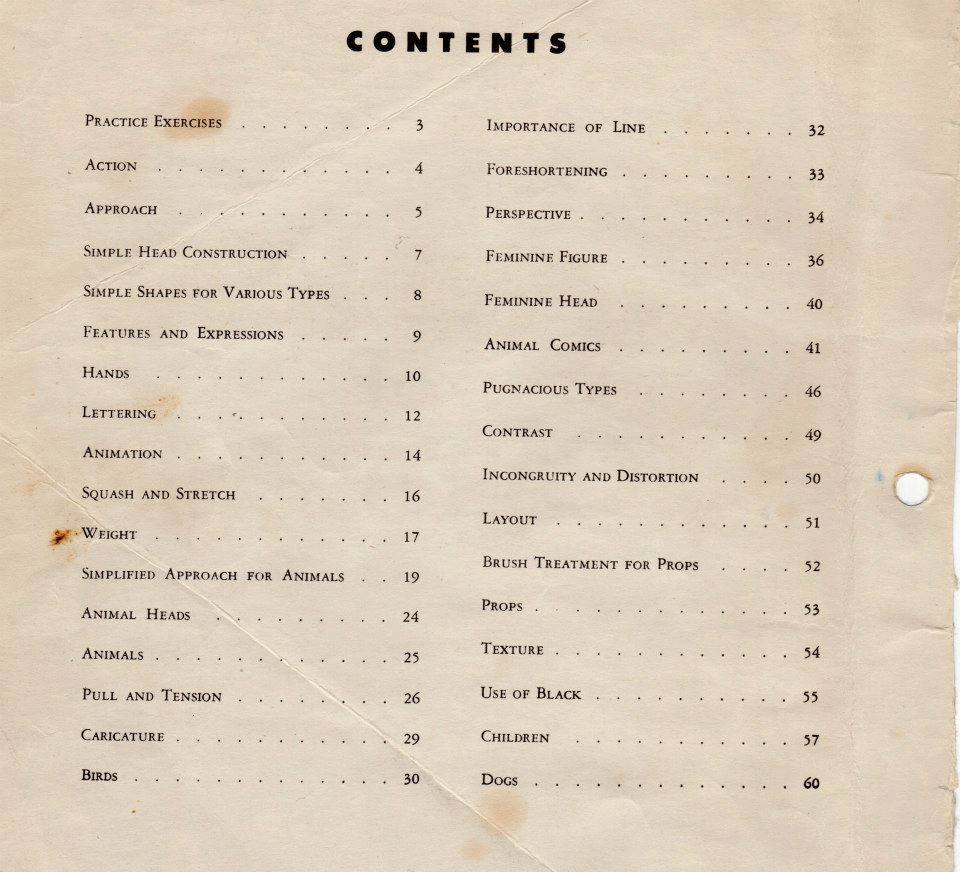 CONTENTS
Practice Exercises . . . . . . . . 3
Action . . . . . . . . . . . . 4
Approach . . . . . . . . . . . 5
Simple Head Construction . . . . . 7
Simple Shapes for Various Types . . . 8
Features and Expressions . . . . . 9
Hands . . . . . . . . . . . . 10
Lettering . . . . . . . . . . . 12
Animation . . . . . . . . . . . 14
Squash and Stretch . . . . . . . 16
Weight . . . . . . . . . . . . 17
Simplified Approach for Animals . . 19
Animal Heads . . . . . . . . . 24
Animals . . . . . . . . . . . . 25
Pull and Tension . . . . . . . . 26
Caricature . . . . . . . . . . . 29
Birds . . . . . . . . . . . . . 30
Importance of Line . . . . . . . 32
Foreshortening . . . . . . . . . 33
Perspective . . . . . . . . . . . 34
Feminine Figure . . . . . . . . . 36
Feminine Head . . . . . . . . . 40
Animal Comics . . . . . . . . . 41
Pugnacious Types . . . . . . . . 46
Contrast . . . . . . . . . . . 49
Incongruity and Distortion . . . . 50
Layout . . . . . . . . . . . . 51
Brush Treatment for Props . . . . 52
Props . . . . . . . . . . . . . 53
Texture . . . . . . . . . . . . 54
Use of Black . . . . . . . . . . 55
Children . . . . . . . . . . . 57
Dogs . . . . . . . . . . . . . 60